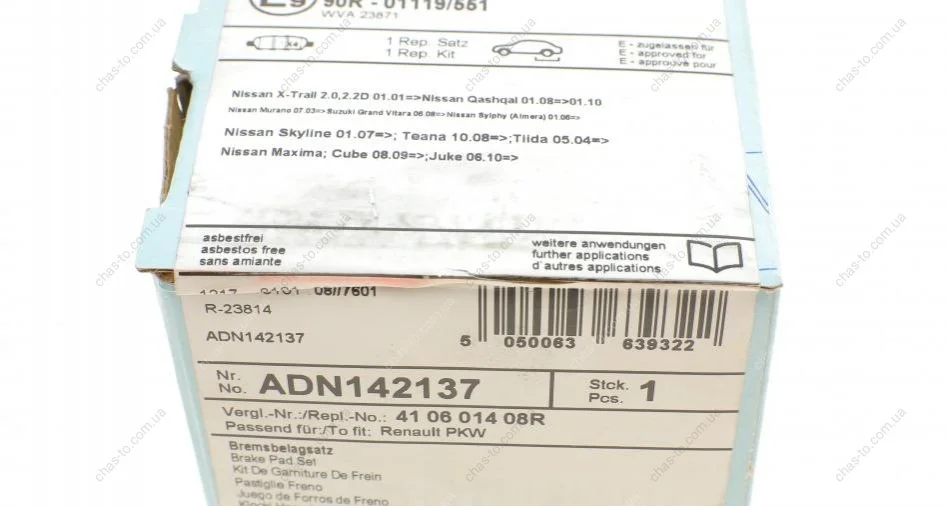 90R - 01119/551
WVA 23871
X4
1 Rep. Satz
1 Rep. Kit
E - zugelassen für
E - approved for
E - approouvé pour
Nissan X-Trail 2.0,2.2D 01.01=>Nissan Qashqai 01.08=>01.10
Nissan Murano 07.03=>Suzuki Grand Vitara 06 08=> Nissan Sylphy (Almera) 01.06=>
Nissan Skyline 01.07=>; Teana 10.08=>;Tiida 05.04=>
Nissan Maxima; Cube 08.09=>;Juke 06.10=>
asbestfrei
asbestos free
sans amiante
weitere anwendungen
further applications
d'autres applications
R-23814
ADN142137
5 050063 639322
Nr.
No. ADN142137
Stck.
Pcs. 1
Vergl.-Nr.:/Repl.-No.: 41 06 014 08R
Passend für:/To fit: Renault PKW
Bremsbelagsatz
Brake Pad Set
Kit De Garniture De Frein
Pastiglie Freno
Juego de Forros de Freno
chas-to.com.ua